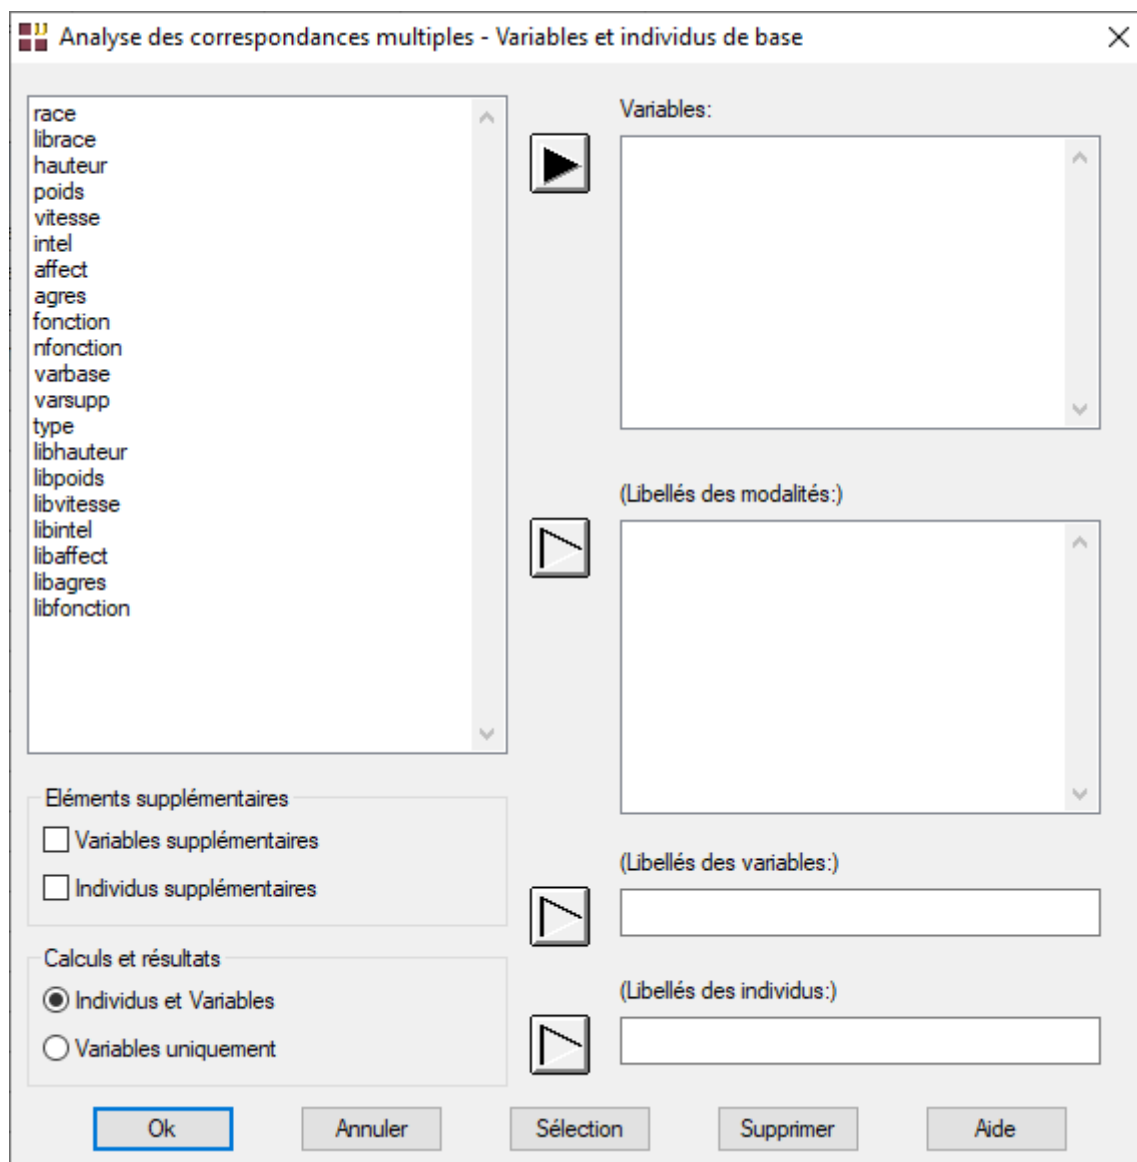 Analyse des correspondances multiples - Variables et individus de base
race
librace
hauteur
poids
vitesse
intel
affect
agres
fonction
nfonction
varbase
varsupp
type
libhauteur
libpoids
libvitesse
libintel
libaffect
libagres
libfonction
Variables:
(Libellés des modalités:)
Eléments supplémentaires
Variables supplémentaires
Individus supplémentaires
(Libellés des variables:)
Calculs et résultats
Individus et Variables
Variables uniquement
(Libellés des individus:)
Ok
Annuler
Sélection
Supprimer
Aide